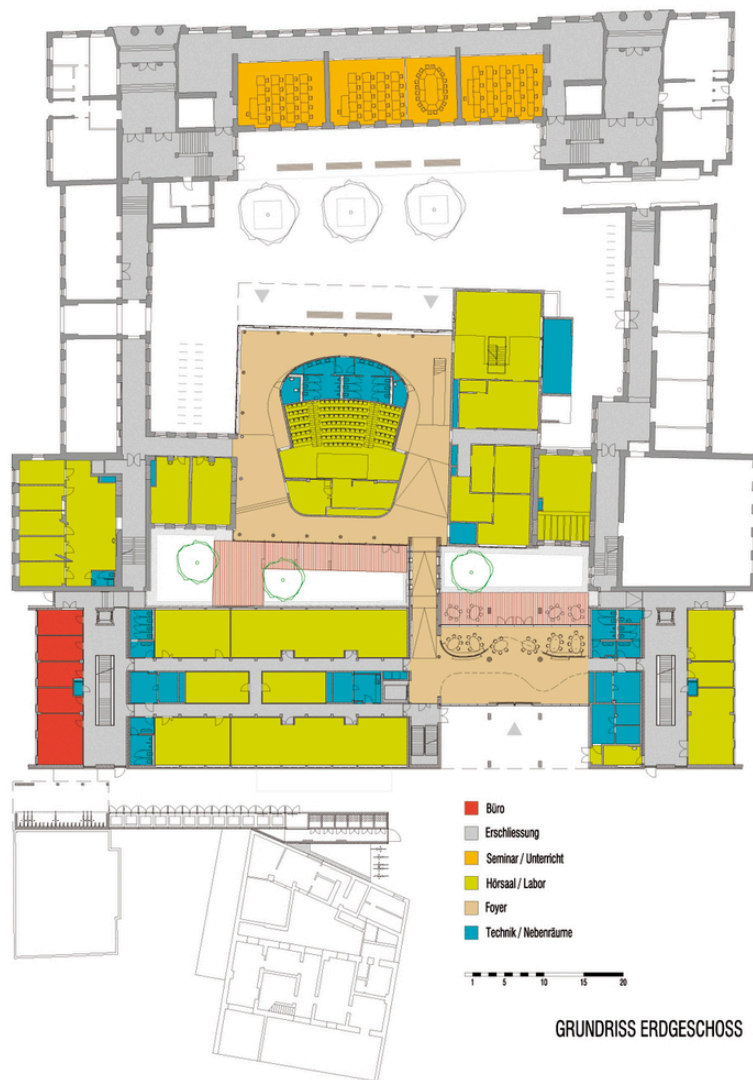 Büro
Erschliessung
Seminar / Unterricht
Hörsaal / Labor
Foyer
Technik / Nebenräume
1 5 10 15 20
GRUNDRISS ERDGESCHOSS